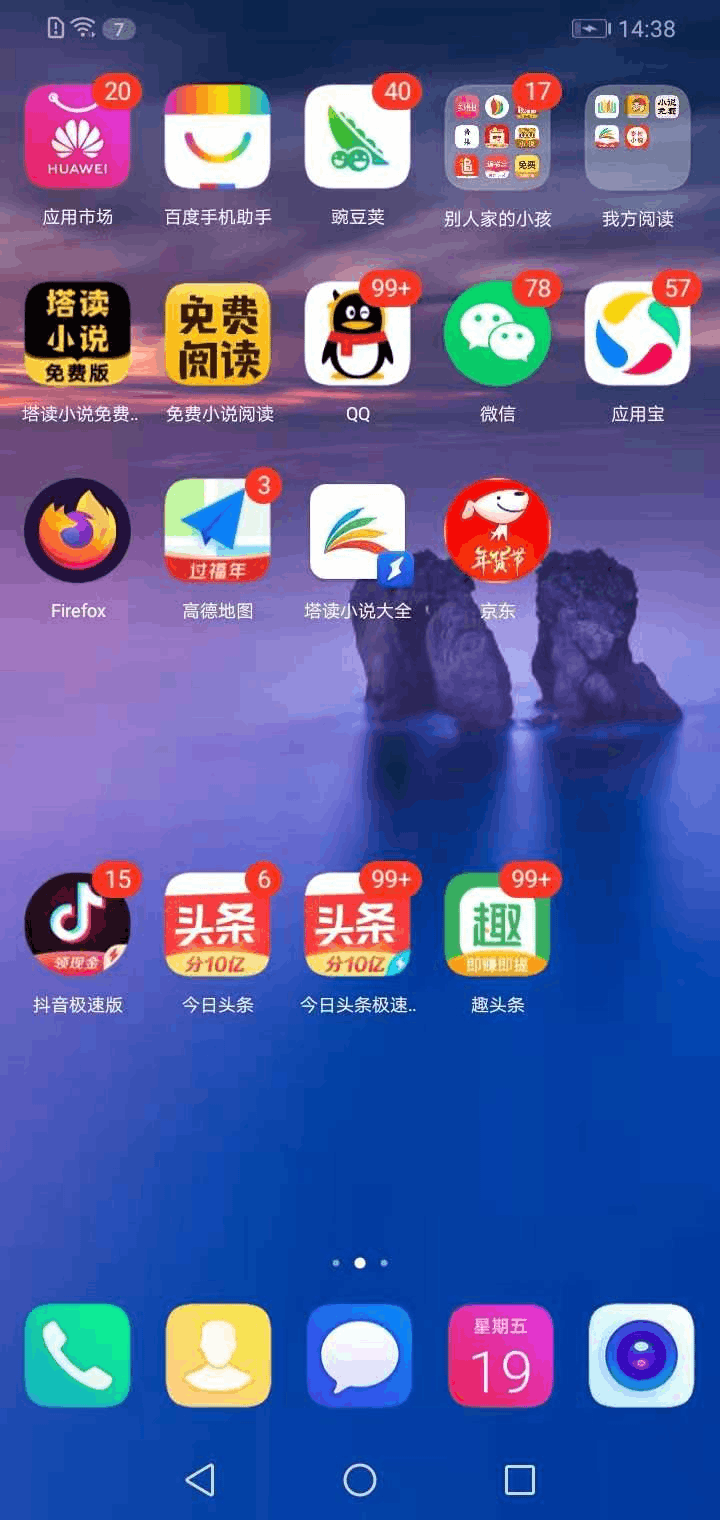 7
14:38
20
40
17
HUAWEI
追
免费
小说
免费
应用市场
百度手机助手
豌豆荚
别人家的小孩
我方阅读
99+
78
57
塔读
小说
免费版
免费
阅读
塔读小说免费..
免费小说阅读
QQ
微信
应用宝
3
过福年
年货节
Firefox
高德地图
塔读小说大全
京东
15
6
99+
99+
领现金
头条
分10亿
头条
分10亿
趣
即赚即提
抖音极速版
今日头条
今日头条极速..
趣头条
星期五
19